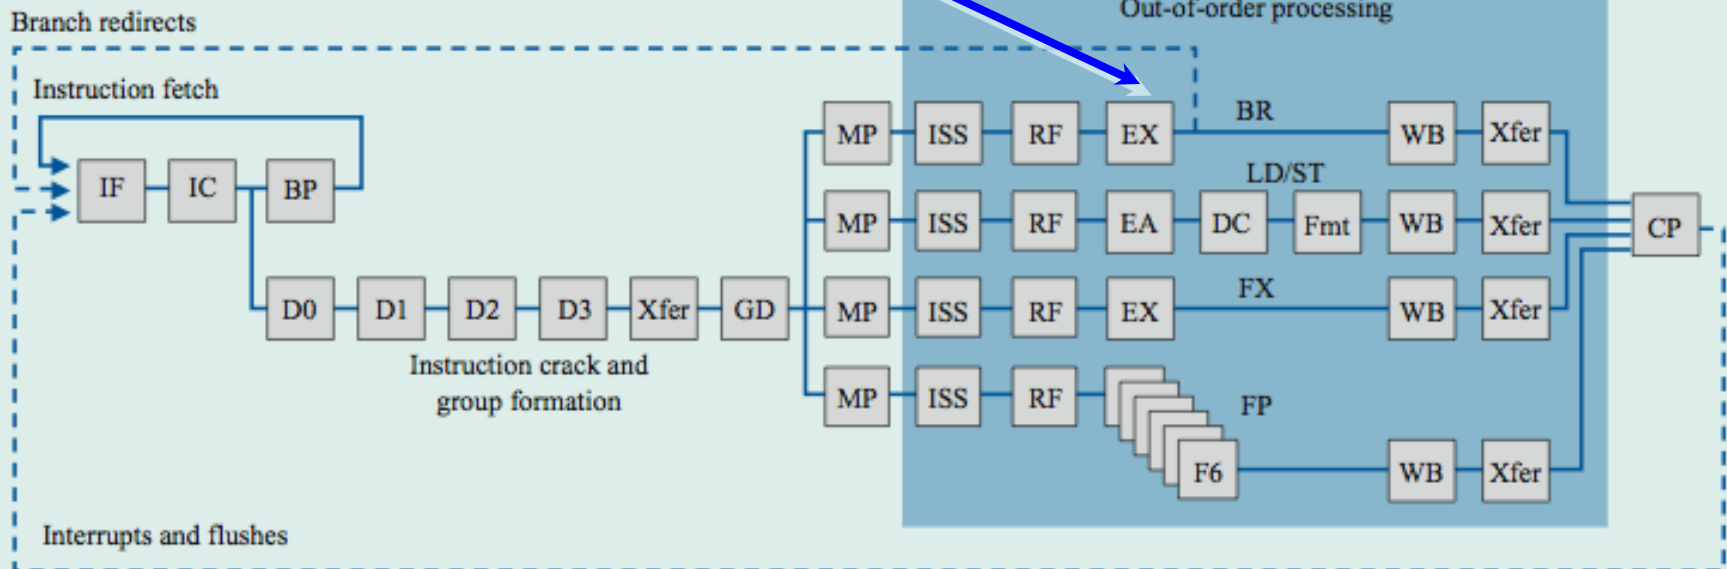 Out-of-order processing
Branch redirects
Instruction fetch
IF IC BP
MP ISS RF EX BR WB Xfer
MP ISS RF EA DC LD/ST Fmt WB Xfer
CP
D0 D1 D2 D3 Xfer GD
MP ISS RF EX FX WB Xfer
Instruction crack and
group formation
MP ISS RF FP
F6 WB Xfer
Interrupts and flushes